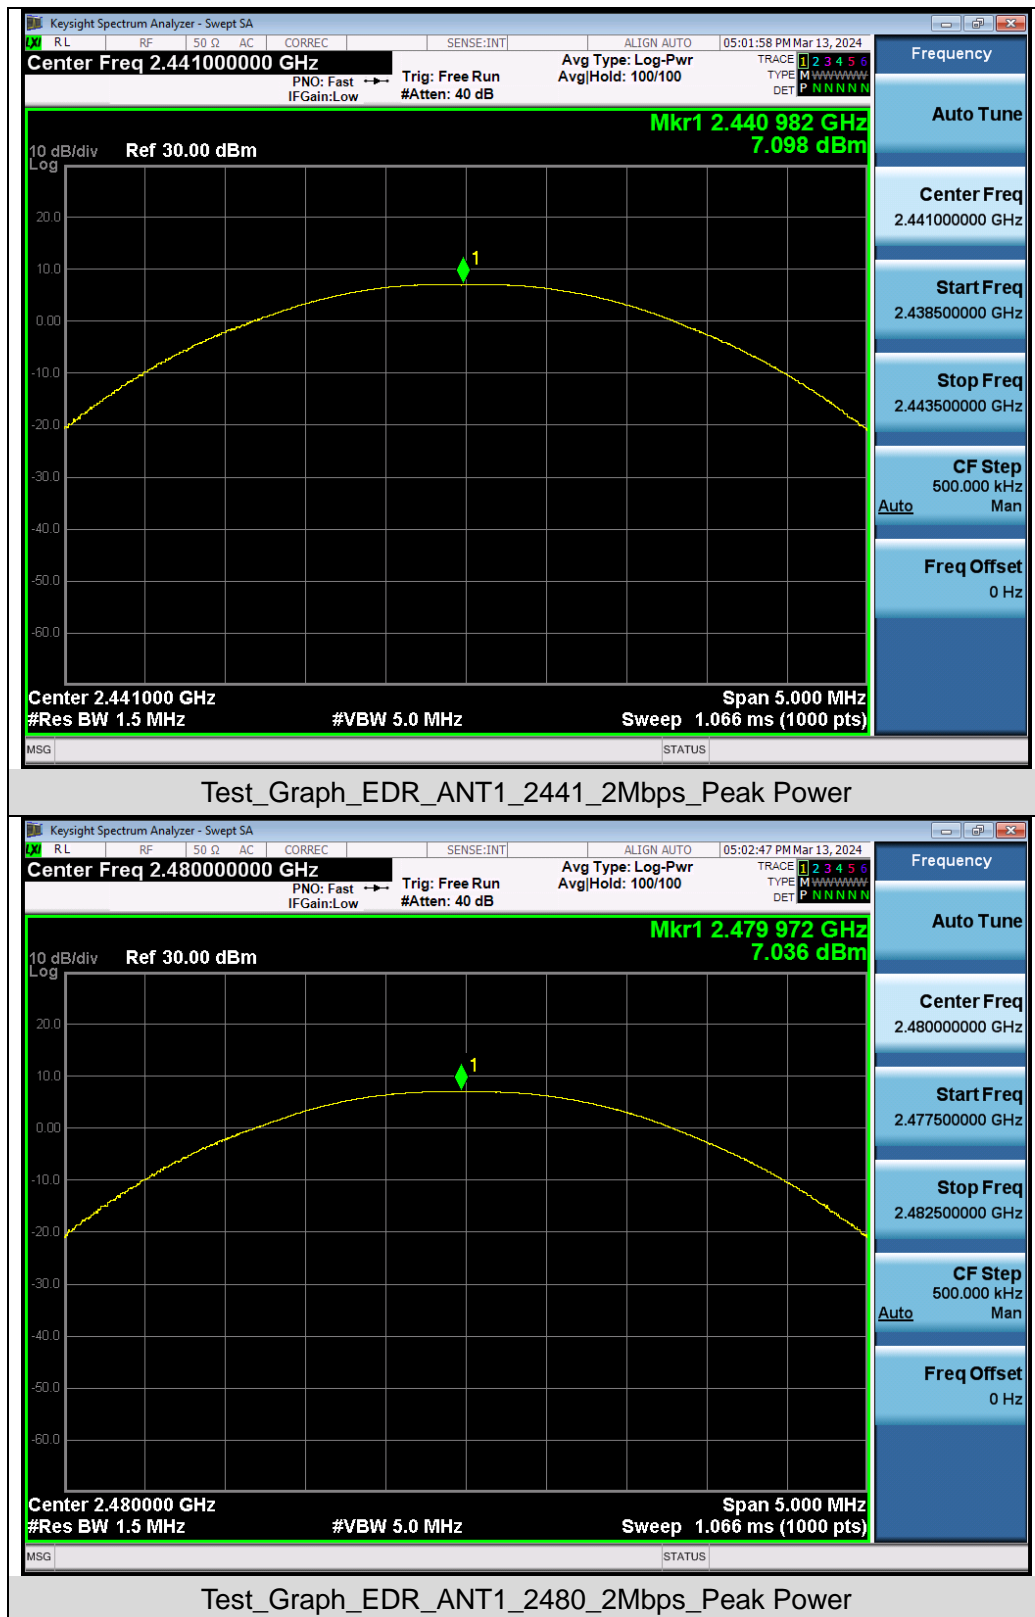 Keysight Spectrum Analyzer - Swept SA
LXI RL RF 50 Ω AC CORREC SENSE:INT ALIGN AUTO 05:01:58 PM Mar 13, 2024
Center Freq 2.441000000 GHz
PNO: Fast
IFGain:Low
Trig: Free Run
#Atten: 40 dB
Avg Type: Log-Pwr
Avg|Hold: 100/100
TRACE 1 2 3 4 5 6
TYPE M WWWWW
DET P N N N N N
Mkr1 2.440 982 GHz
7.098 dBm
10 dB/div Ref 30.00 dBm
Log
20.0
1
10.0
0.00
-10.0
-20.0
-30.0
-40.0
-50.0
-60.0
Center 2.441000 GHz Span 5.000 MHz
#Res BW 1.5 MHz #VBW 5.0 MHz Sweep 1.066 ms (1000 pts)
MSG STATUS
Frequency
Auto Tune
Center Freq
2.441000000 GHz
Start Freq
2.438500000 GHz
Stop Freq
2.443500000 GHz
CF Step
500.000 kHz
Auto Man
Freq Offset
0 Hz
Test_Graph_EDR_ANT1_2441_2Mbps_Peak Power
Keysight Spectrum Analyzer - Swept SA
LXI RL RF 50 Ω AC CORREC SENSE:INT ALIGN AUTO 05:02:47 PM Mar 13, 2024
Center Freq 2.480000000 GHz
PNO: Fast
IFGain:Low
Trig: Free Run
#Atten: 40 dB
Avg Type: Log-Pwr
Avg|Hold: 100/100
TRACE 1 2 3 4 5 6
TYPE M WWWWW
DET P N N N N N
Mkr1 2.479 972 GHz
7.036 dBm
10 dB/div Ref 30.00 dBm
Log
20.0
1
10.0
0.00
-10.0
-20.0
-30.0
-40.0
-50.0
-60.0
Center 2.480000 GHz Span 5.000 MHz
#Res BW 1.5 MHz #VBW 5.0 MHz Sweep 1.066 ms (1000 pts)
MSG STATUS
Frequency
Auto Tune
Center Freq
2.480000000 GHz
Start Freq
2.477500000 GHz
Stop Freq
2.482500000 GHz
CF Step
500.000 kHz
Auto Man
Freq Offset
0 Hz
Test_Graph_EDR_ANT1_2480_2Mbps_Peak Power